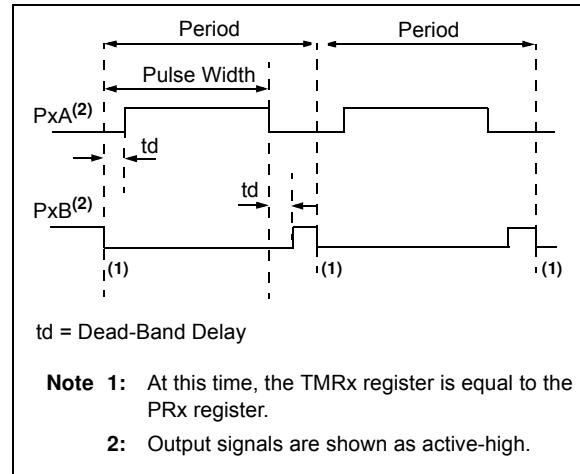 Period Period
Pulse Width
PxA(2)
td
td
PxB(2)
(1) (1) (1)
td = Dead-Band Delay
Note 1: At this time, the TMRx register is equal to the
PRx register.
2: Output signals are shown as active-high.